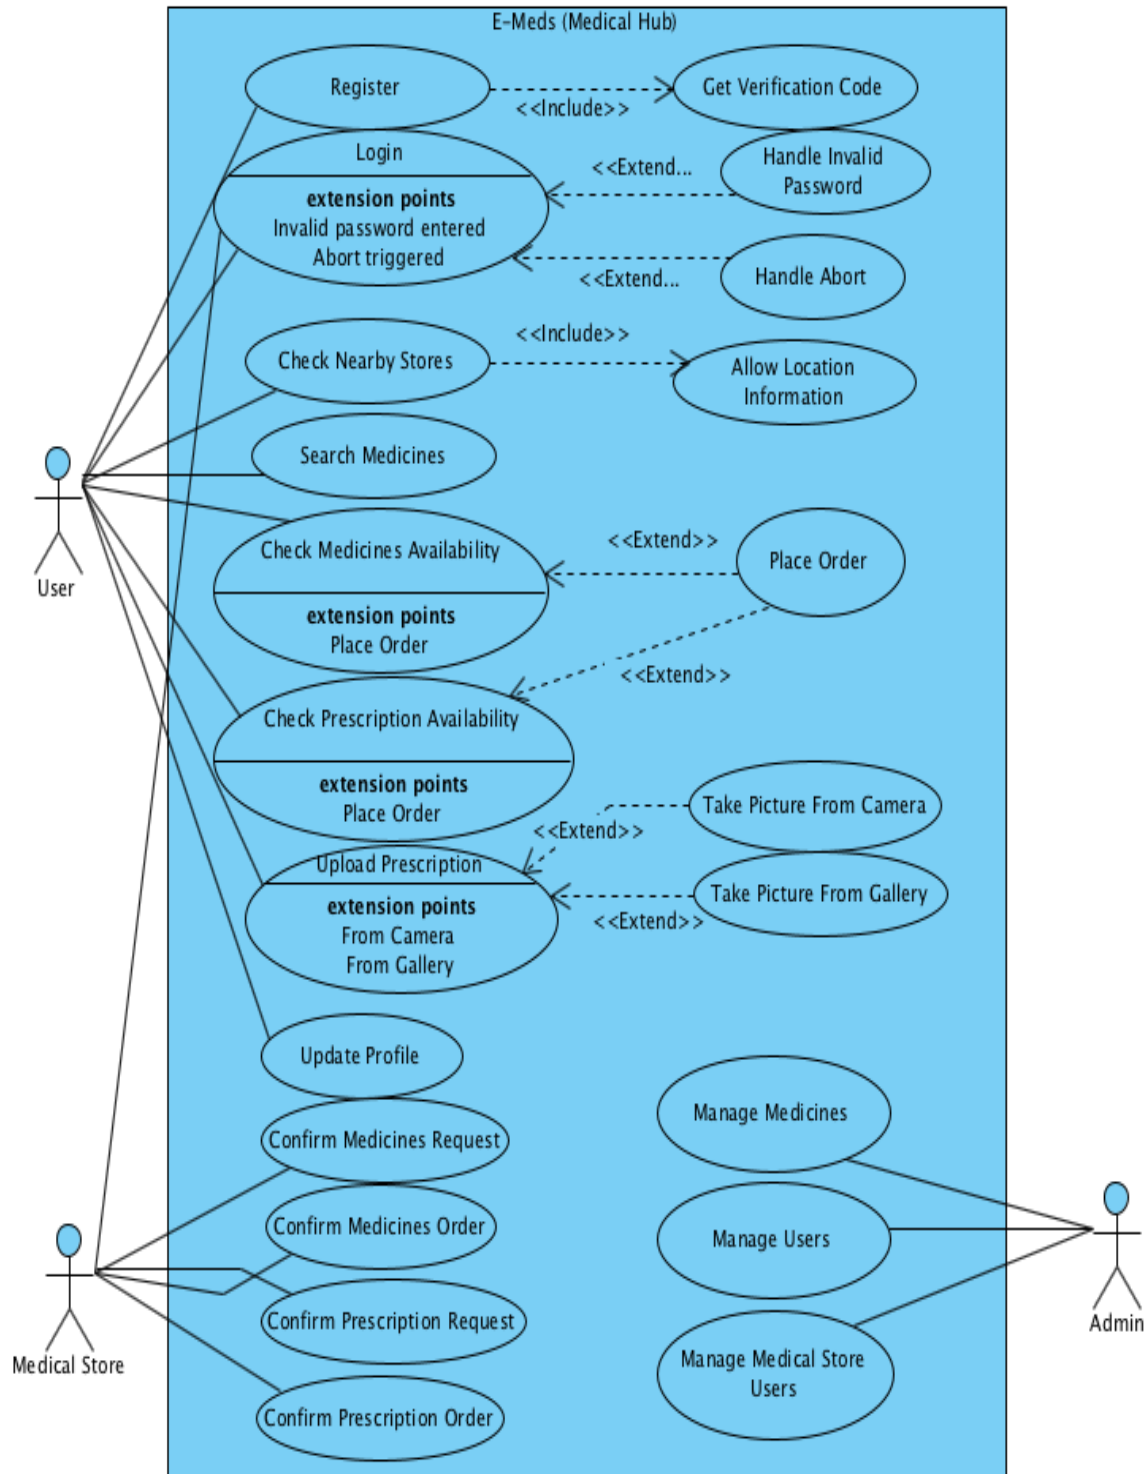 E-Meds (Medical Hub)
Register
<<Include>>
Get Verification Code
Login
extension points
Invalid password entered
Abort triggered
<<Extend...
Handle Invalid
Password
<<Extend...
Handle Abort
Check Nearby Stores
<<Include>>
Allow Location
Information
Search Medicines
User
Check Medicines Availability
extension points
Place Order
<<Extend>>
Place Order
<<Extend>>
Check Prescription Availability
extension points
Place Order
Upload Prescription
extension points
From Camera
From Gallery
<<Extend>>
Take Picture From Camera
<<Extend>>
Take Picture From Gallery
Update Profile
Confirm Medicines Request
Confirm Medicines Order
Confirm Prescription Request
Confirm Prescription Order
Medical Store
Manage Medicines
Manage Users
Manage Medical Store
Users
Admin